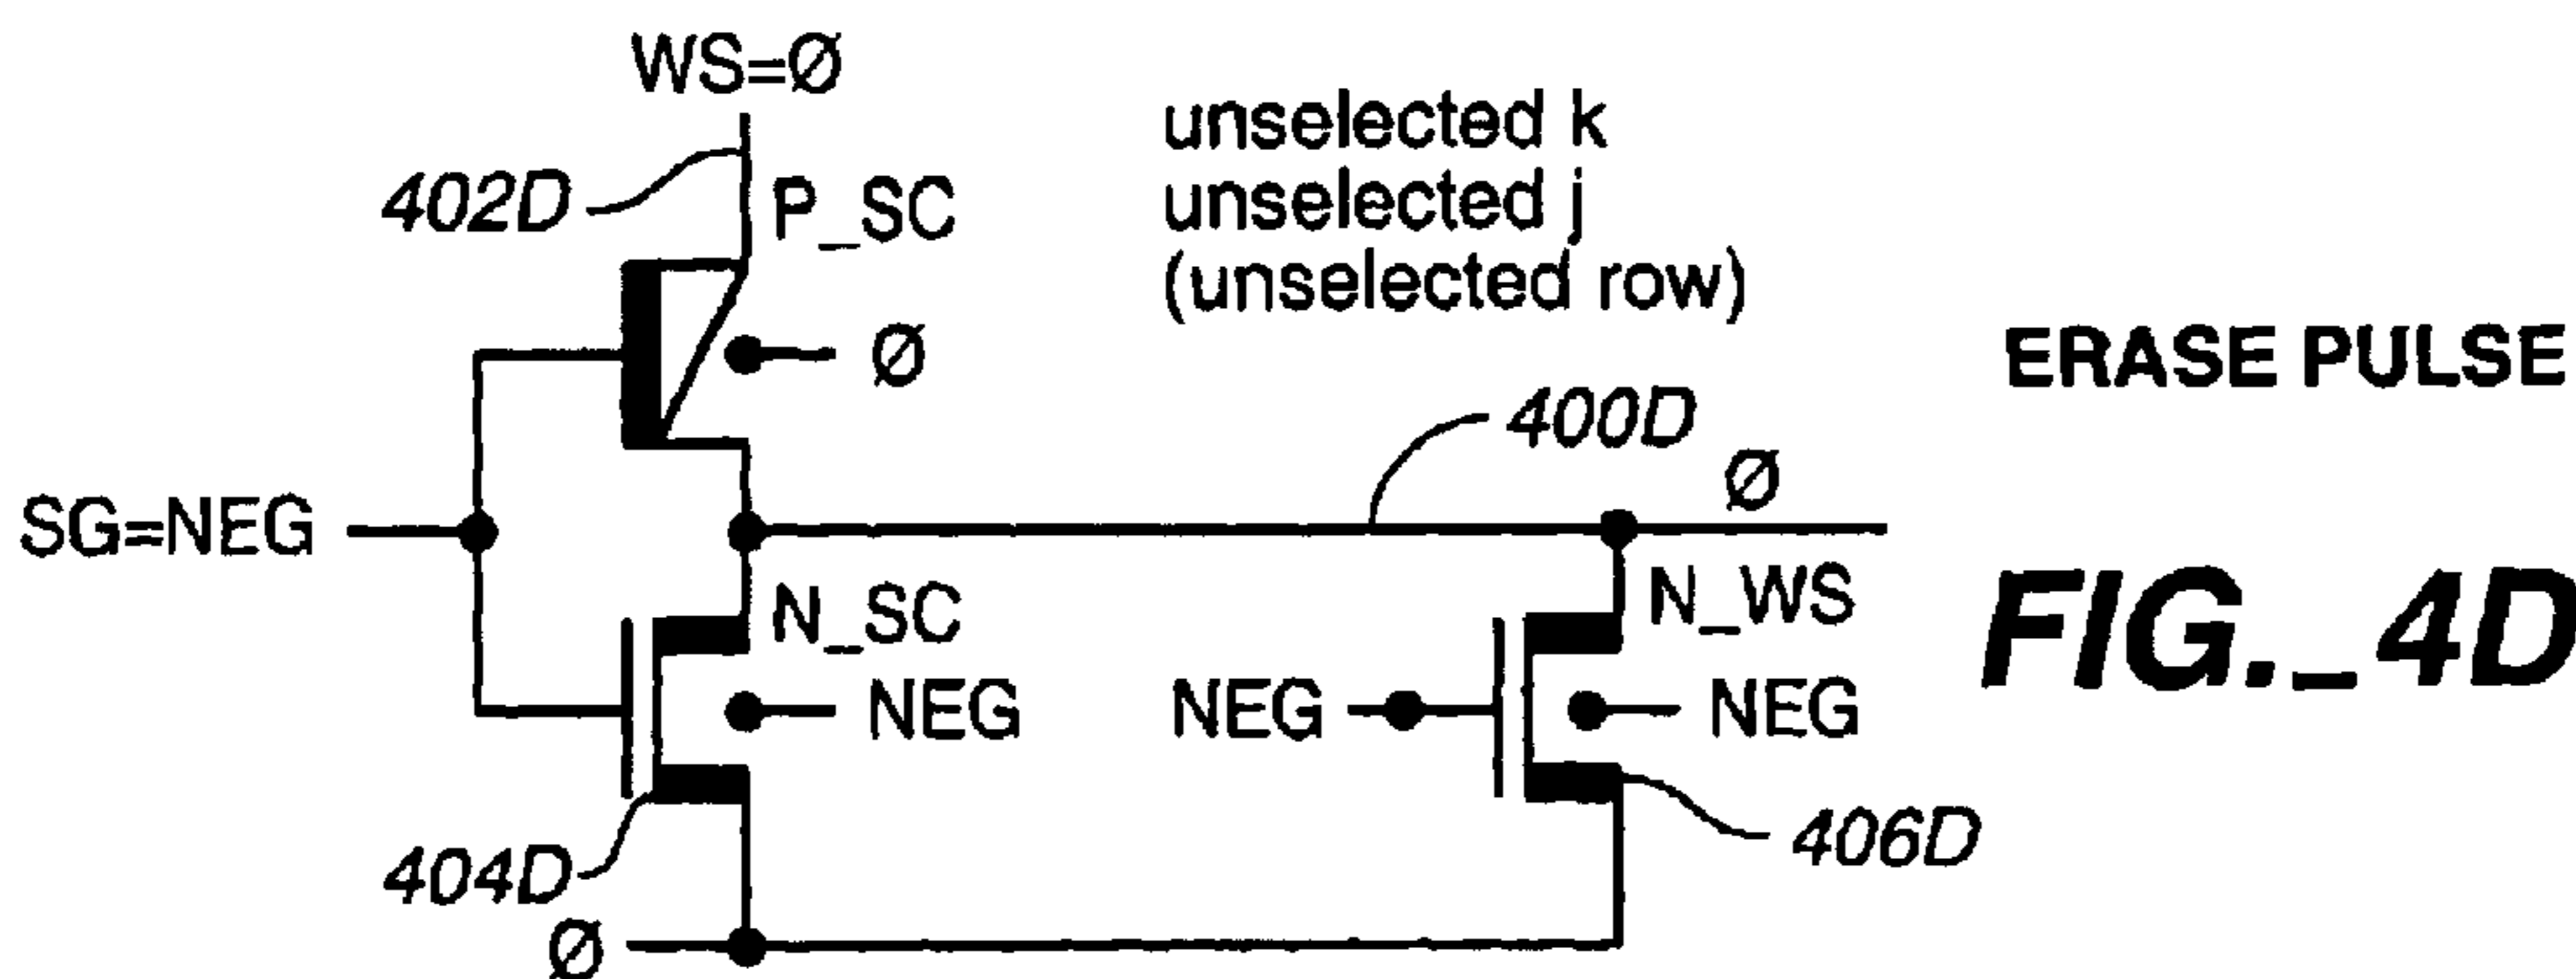 WS=Ø
402D
P_SC
unselected k
unselected j
(unselected row)
Ø
ERASE PULSE
400D
Ø
SG=NEG
N_SC
N_WS
FIG._4D
NEG
NEG
NEG
404D
406D
Ø